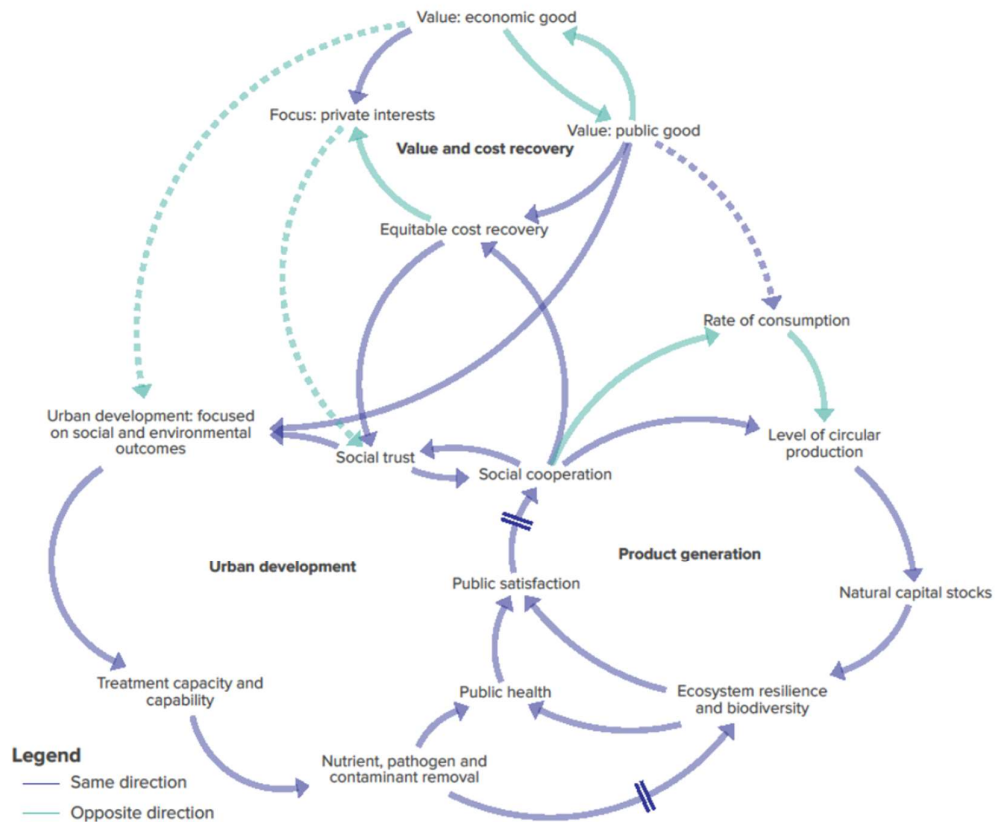 Value: economic good
Focus: private interests
Value: public good
Value and cost recovery
Equitable cost recovery
Rate of consumption
Urban development: focused
on social and environmental
outcomes
Social trust
Social cooperation
Level of circular
production
Urban development
Product generation
Public satisfaction
Natural capital stocks
Treatment capacity and
capability
Public health
Ecosystem resilience
and biodiversity
Nutrient, pathogen and
contaminant removal
Legend
Same direction
Opposite direction